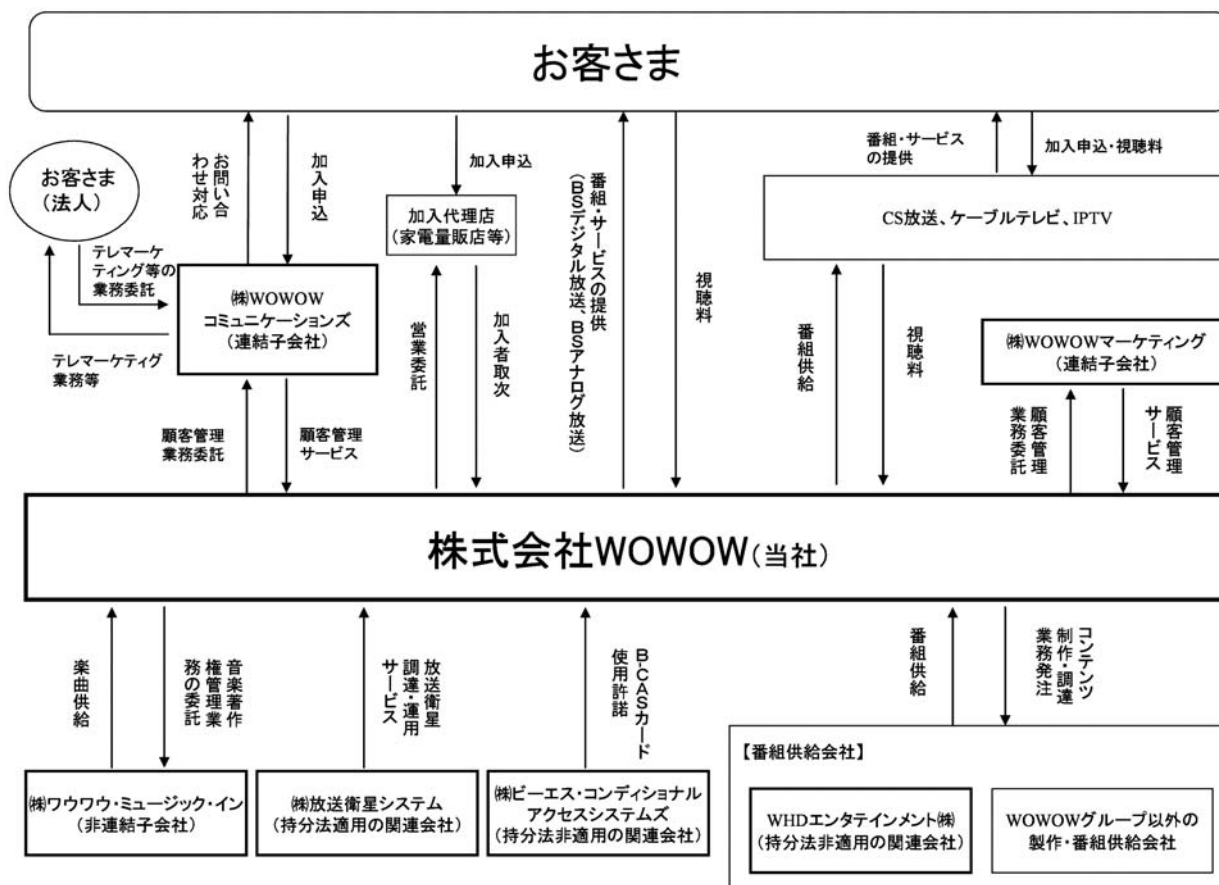 お客さま
お客さま
(法人)
お問い合
わせ対応
加入申込
加入申込
加入代理店
(家電量販店等)
番組・サービスの提供
(BSデジタル放送、BSアナログ放送)
視聴料
番組・サービス
の提供
加入申込・視聴料
CS放送、ケーブルテレビ、IPTV
テレマーケ
ティング等の
業務委託
テレマーケティグ
業務等
㈱WOWOW
コミュニケーションズ
(連結子会社)
営業委託
加入者取次
番組供給
視聴料
㈱WOWOWマーケティング
(連結子会社)
顧客管理
業務委託
顧客管理
サービス
顧客管理
業務委託
顧客管理
サービス
株式会社WOWOW(当社)
楽曲供給
音楽著作
権管理業
務の委託
放送衛星
調達・運用
サービス
B-CASカード
使用許諾
番組供給
コンテンツ
制作・調達
業務発注
㈱ワウワウ・ミュージック・イン
(非連結子会社)
㈱放送衛星システム
(持分法適用の関連会社)
㈱ビーエス・コンディショナル
アクセスシステムズ
(持分法非適用の関連会社)
【番組供給会社】
WHDエンタテインメント㈱
(持分法非適用の関連会社)
WOWOWグループ以外の
製作・番組供給会社